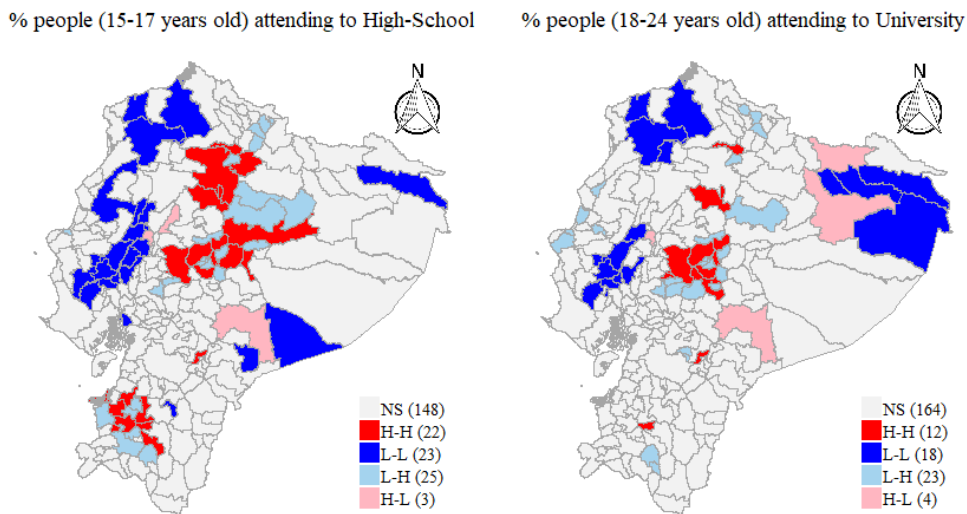 % people (15-17 years old) attending to High-School
% people (18-24 years old) attending to University
N
N
NS (148)
H-H (22)
L-L (23)
L-H (25)
H-L (3)
NS (164)
H-H (12)
L-L (18)
L-H (23)
H-L (4)